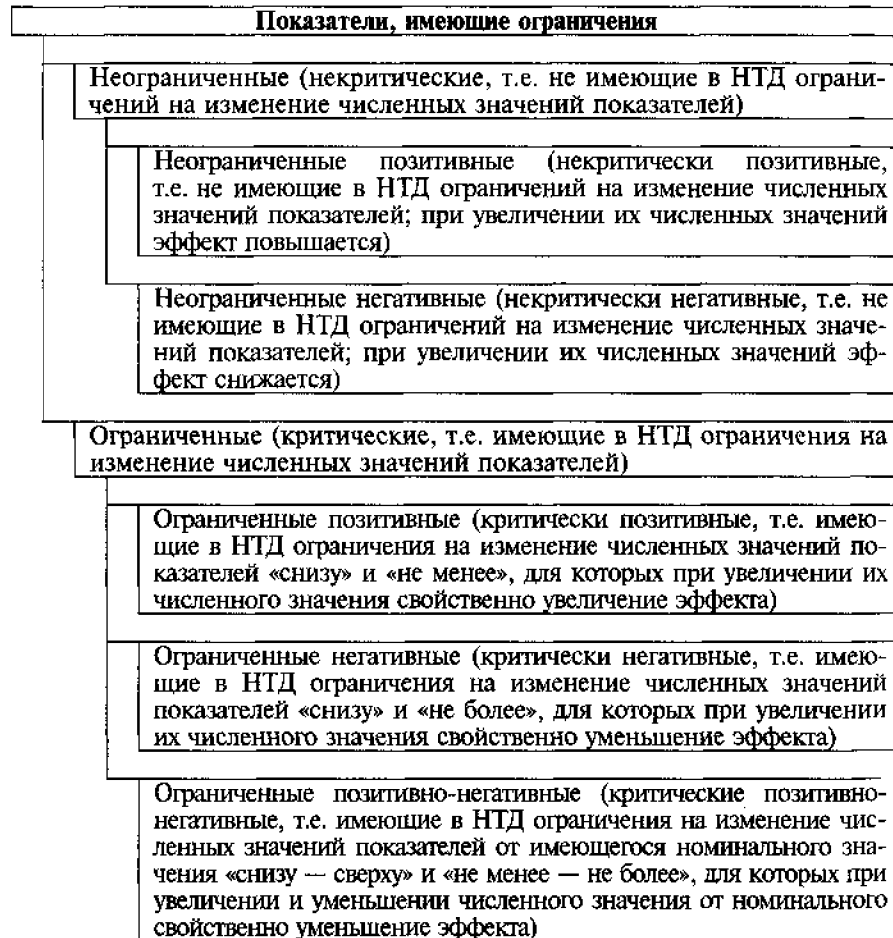 Показатели, имеющие ограничения
Неограниченные (некритические, т.е. не имеющие в НТД ограни-
чений на изменение численных значений показателей)
Неограниченные позитивные (некритически позитивные,
т.е. не имеющие в НТД ограничений на изменение численных
значений показателей; при увеличении их численных значений
эффект повышается)
Неограниченные негативные (некритически негативные, т.е. не
имеющие в НТД ограничений на изменение численных значе-
ний показателей; при увеличении их численных значений эф-
фект снижается)
Ограниченные (критические, т.е. имеющие в НТД ограничения на
изменение численных значений показателей)
Ограниченные позитивные (критически позитивные, т.е. имею-
щие в НТД ограничения на изменение численных значений по-
казателей «снизу» и «не менее», для которых при увеличении их
численного значения свойственно увеличение эффекта)
Ограниченные негативные (критически негативные, т.е. имею-
щие в НТД ограничения на изменение численных значений
показателей «снизу» и «не более», для которых при увеличении
их численного значения свойственно уменьшение эффекта)
Ограниченные позитивно-негативные (критические позитивно-
негативные, т.е. имеющие в НТД ограничения на изменение чис-
ленных значений показателей от имеющегося номинального зна-
чения «снизу — сверху» и «не менее — не более», для которых при
увеличении и уменьшении численного значения от номинального
свойственно уменьшение эффекта)